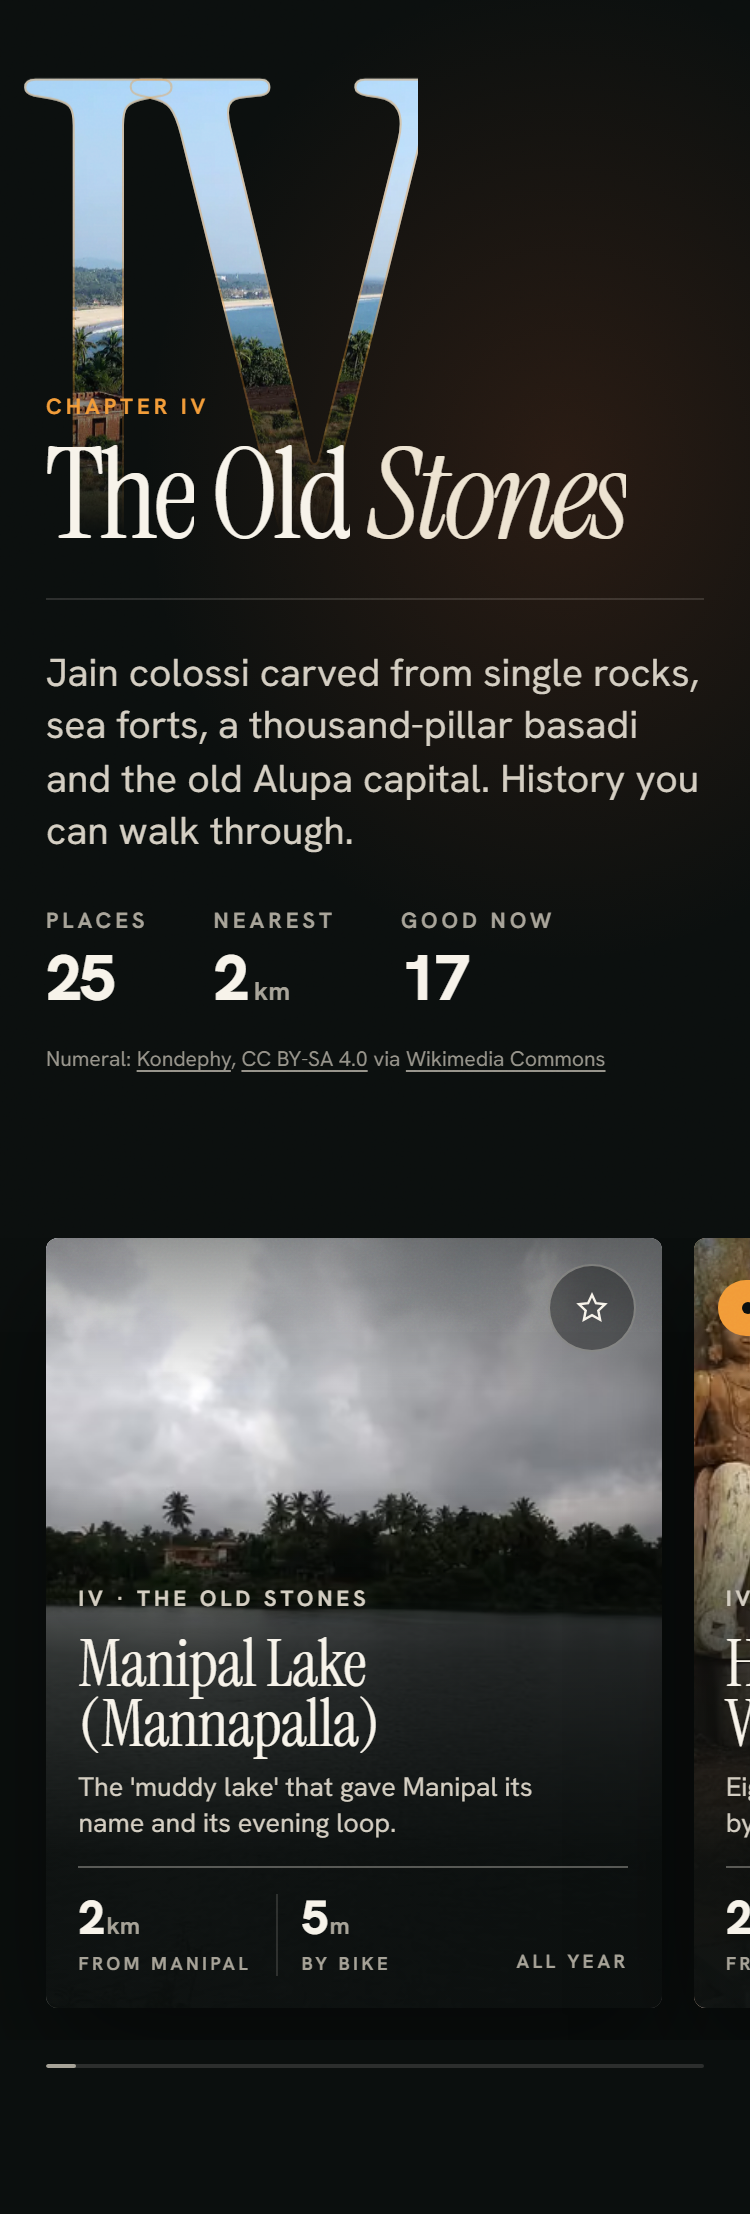 IV
CHAPTER IV
The Old Stones
Jain colossi carved from single rocks,
sea forts, a thousand-pillar basadi
and the old Alupa capital. History you
can walk through.
PLACES NEAREST GOOD NOW
25 2 km 17
Numeral: Kondephy, CC BY-SA 4.0 via Wikimedia Commons
IV · THE OLD STONES
Manipal Lake
(Mannapalla)
The 'muddy lake' that gave Manipal its
name and its evening loop.
2km 5m
FROM MANIPAL BY BIKE ALL YEAR